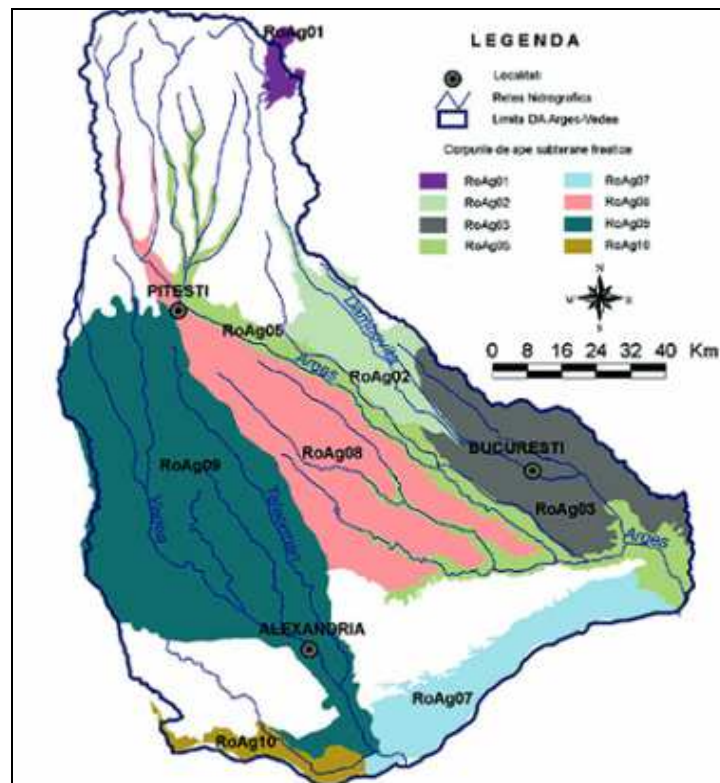 RoAg01
LEGENDA
Localitati
Retea hidrografica
Limita DA Arges-Vedea
Corpurile de ape subterane freatice
RoAg01
RoAg02
RoAg03
RoAg05
RoAg07
RoAg08
RoAg09
RoAg10
N
W
E
S
0 8 16 24 32 40 Km
PITESTI
RoAg05
Dambovita
Arges
RoAg02
BUCURESTI
RoAg08
RoAg09
RoAg03
Vedea
Teleorman
Arges
ALEXANDRIA
RoAg07
RoAg10